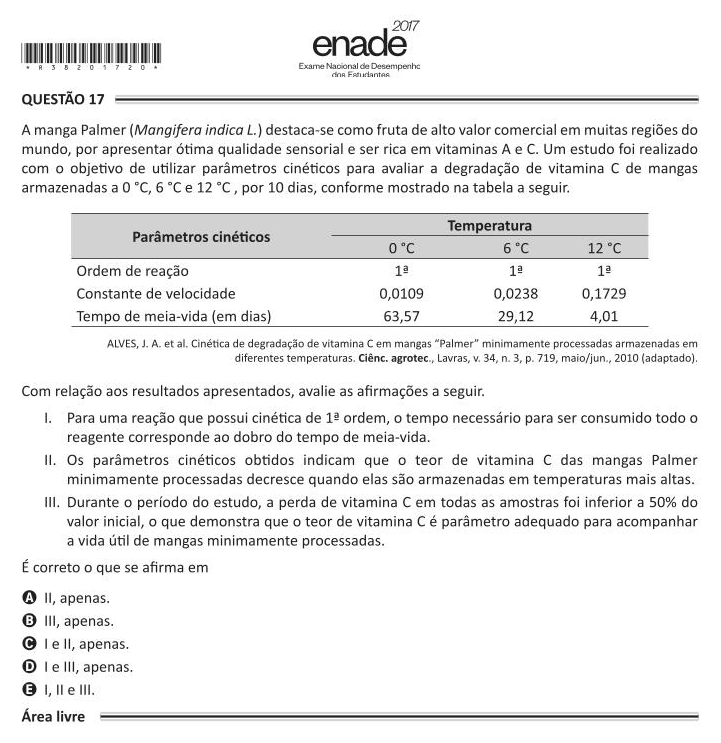 2017
enade
Exame Nacional de Desempenho
dos Estudantes
* R 3 8 2 0 1 7 2 0 *
QUESTÃO 17
A manga Palmer (Mangifera indica L.) destaca-se como fruta de alto valor comercial em muitas regiões do
mundo, por apresentar ótima qualidade sensorial e ser rica em vitaminas A e C. Um estudo foi realizado
com o objetivo de utilizar parâmetros cinéticos para avaliar a degradação de vitamina C de mangas
armazenadas a 0 °C, 6 °C e 12 °C , por 10 dias, conforme mostrado na tabela a seguir.
Parâmetros cinéticos
Temperatura
0 °C 6 °C 12 °C
Ordem de reação 1ª 1ª 1ª
Constante de velocidade 0,0109 0,0238 0,1729
Tempo de meia-vida (em dias) 63,57 29,12 4,01
ALVES, J. A. et al. Cinética de degradação de vitamina C em mangas “Palmer” minimamente processadas armazenadas em
diferentes temperaturas. Ciênc. agrotec., Lavras, v. 34, n. 3, p. 719, maio/jun., 2010 (adaptado).
Com relação aos resultados apresentados, avalie as afirmações a seguir.
I. Para uma reação que possui cinética de 1ª ordem, o tempo necessário para ser consumido todo o
reagente corresponde ao dobro do tempo de meia-vida.
II. Os parâmetros cinéticos obtidos indicam que o teor de vitamina C das mangas Palmer
minimamente processadas decresce quando elas são armazenadas em temperaturas mais altas.
III. Durante o período do estudo, a perda de vitamina C em todas as amostras foi inferior a 50% do
valor inicial, o que demonstra que o teor de vitamina C é parâmetro adequado para acompanhar
a vida útil de mangas minimamente processadas.
É correto o que se afirma em
A II, apenas.
B III, apenas.
C I e II, apenas.
D I e III, apenas.
E I, II e III.
Área livre